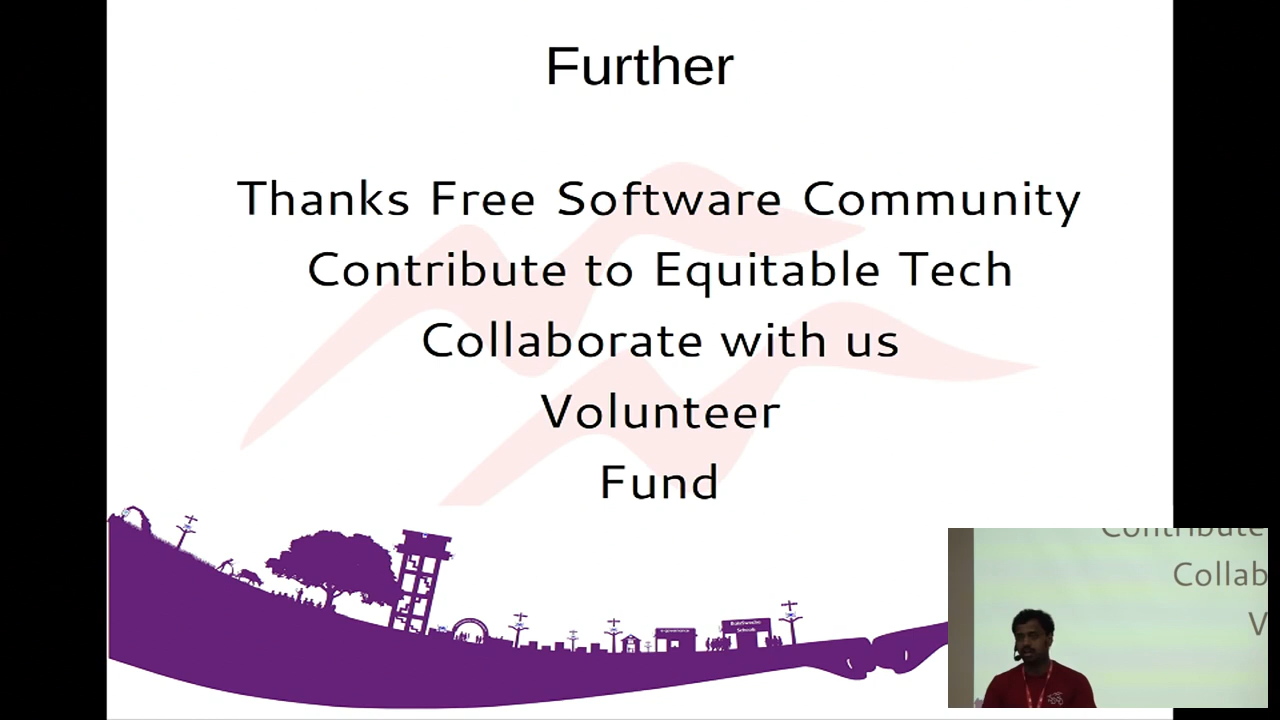 Further
Thanks Free Software Community
Contribute to Equitable Tech
Collaborate with us
Volunteer
Fund
Contribute
Collab
V